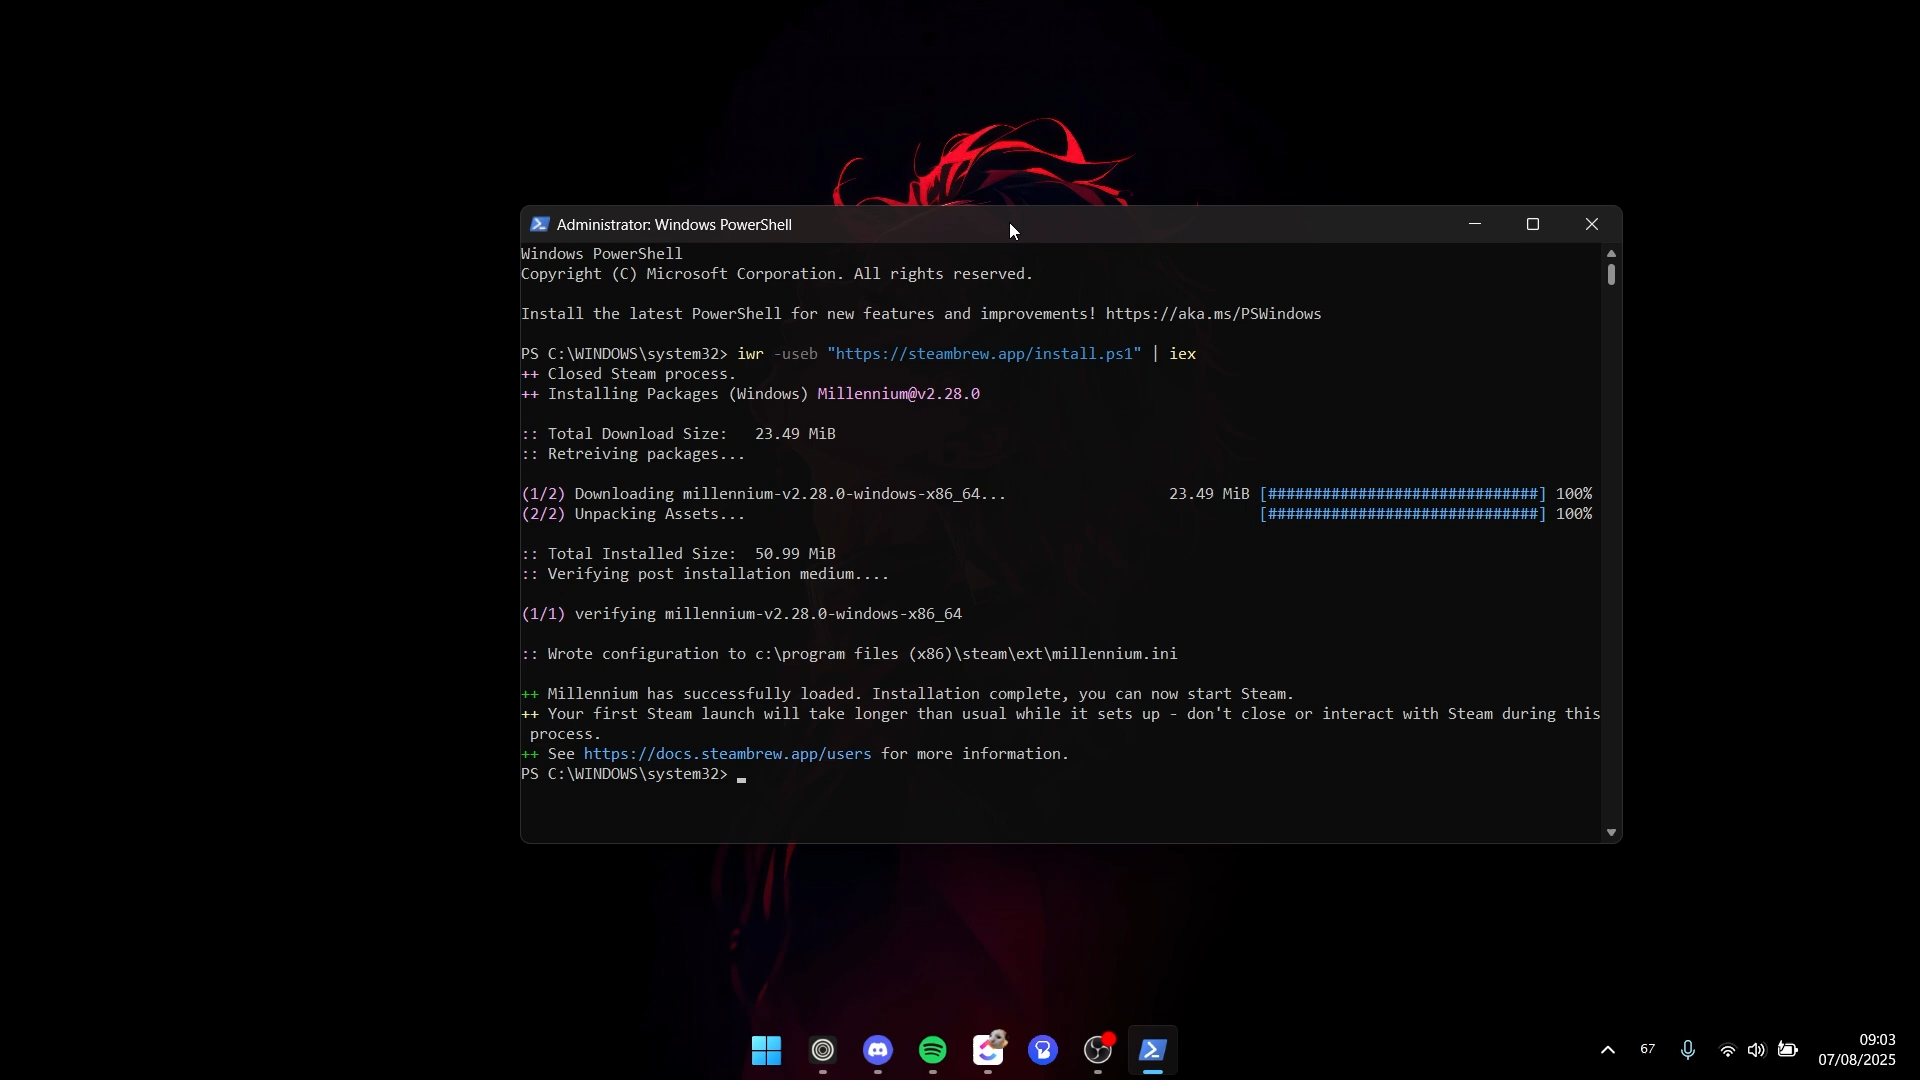 Administrator: Windows PowerShell
Windows PowerShell
Copyright (C) Microsoft Corporation. All rights reserved.
Install the latest PowerShell for new features and improvements! https://aka.ms/PSWindows
PS C:\WINDOWS\system32> iwr -useb "https://steambrew.app/install.ps1" | iex
++ Closed Steam process.
++ Installing Packages (Windows) Millennium@v2.28.0
:: Total Download Size:   23.49 MiB
:: Retreiving packages...
(1/2) Downloading millennium-v2.28.0-windows-x86_64... 23.49 MiB [##############################] 100%
(2/2) Unpacking Assets... [##############################] 100%
:: Total Installed Size:  50.99 MiB
:: Verifying post installation medium....
(1/1) verifying millennium-v2.28.0-windows-x86_64
:: Wrote configuration to c:\program files (x86)\steam\ext\millennium.ini
++ Millennium has successfully loaded. Installation complete, you can now start Steam.
++ Your first Steam launch will take longer than usual while it sets up - don't close or interact with Steam during this
process.
++ See https://docs.steambrew.app/users for more information.
PS C:\WINDOWS\system32>
67
09:03
07/08/2025